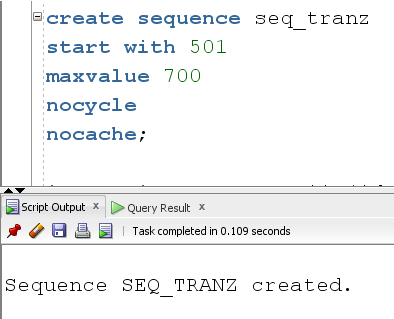 create sequence seq_tranz
start with 501
maxvalue 700
nocycle
nocache;
Script Output x
Query Result x
Task completed in 0.109 seconds
Sequence SEQ_TRANZ created.